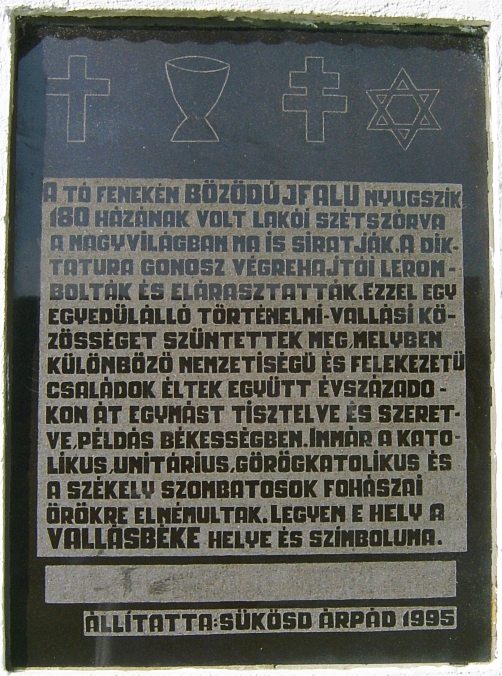 A TÓ FENEKÉN BÖZÖDÚJFALU NYUGSZIK
180 HÁZÁNAK VOLT LAKÓI SZÉTSZÓRVA
A NAGYVILÁGBAN MA IS SIRATJÁK. A DIK-
TATURA GONOSZ VÉGREHAJTÓI LEROM-
BOLTÁK ÉS ELÁRASZTATTÁK. EZZEL EGY
EGYEDÜLÁLLÓ TÖRTÉNELMI-VALLÁSI KÖ-
ZÖSSÉGET SZÜNTETTEK MEG, MELYBEN
KÜLÖNBÖZŐ NEMZETISÉGŰ ÉS FELEKEZETŰ
CSALÁDOK ÉLTEK EGYÜTT ÉVSZÁZADO-
KON ÁT EGYMÁST TISZTELVE ÉS SZERET-
VE, PÉLDÁS BÉKESSÉGBEN. IMMÁR A KATO-
LIKUS, UNITÁRIUS, GÖRÖGKATOLIKUS ÉS
A SZÉKELY SZOMBATOSOK FOHÁSZAI
ÖRÖKRE ELNÉMULTAK. LEGYEN E HELY A
VALLÁSBÉKE HELYE ÉS SZIMBOLUMA.
ÁLLÍTATTA: SÜKÖSD ÁRPÁD 1995